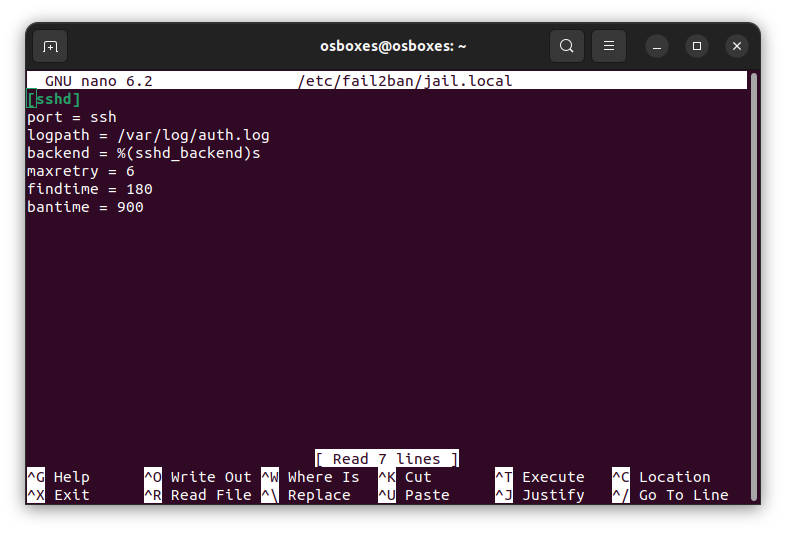 osboxes@osboxes: ~
GNU nano 6.2 /etc/fail2ban/jail.local
[sshd]
port = ssh
logpath = /var/log/auth.log
backend = %(sshd_backend)s
maxretry = 6
findtime = 180
bantime = 900
[ Read 7 lines ]
^G Help ^O Write Out ^W Where Is ^K Cut ^T Execute ^C Location
^X Exit ^R Read File ^\ Replace ^U Paste ^J Justify ^/ Go To Line